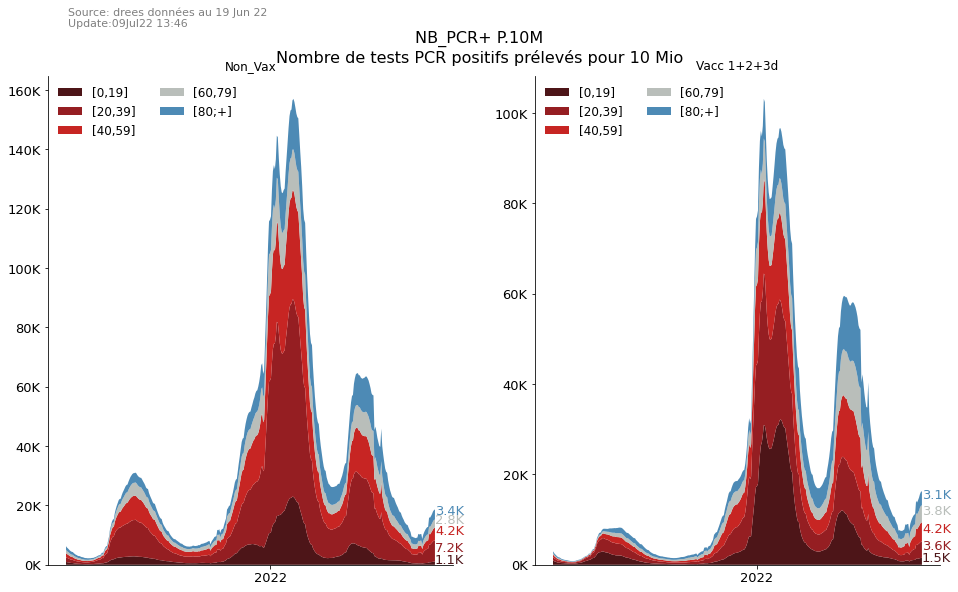 Source: drees données au 19 Jun 22
Update:09Jul22 13:46
NB_PCR+ P.10M
Nombre de tests PCR positifs prélevés pour 10 Mio
Non_Vax
[0,19]
[20,39]
[40,59]
[60,79]
[80;+]
160K
140K
120K
100K
80K
60K
40K
20K
0K
2022
3.4K
2.8K
4.2K
7.2K
1.1K
Vacc 1+2+3d
[0,19]
[20,39]
[40,59]
[60,79]
[80;+]
100K
80K
60K
40K
20K
0K
2022
3.1K
3.8K
4.2K
3.6K
1.5K